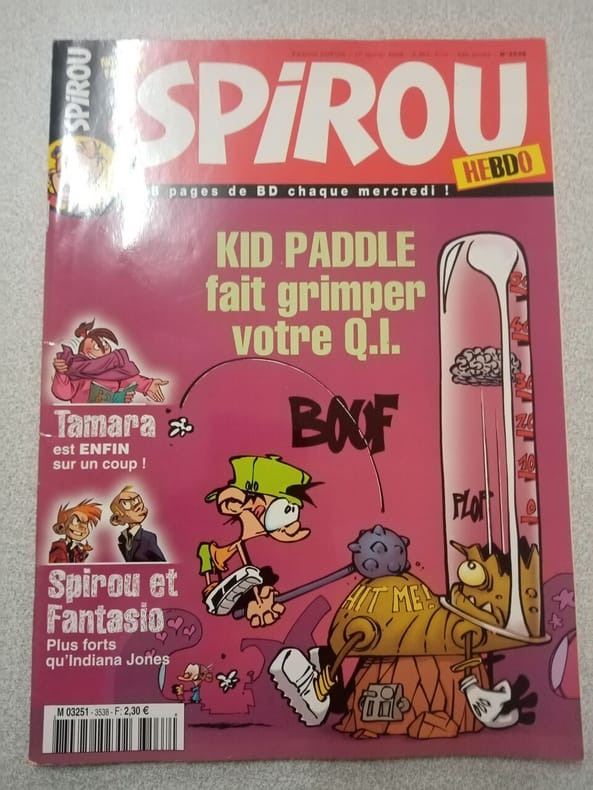 SPiROU
SPiROU
HEBDO
pages de BD chaque mercredi !
KID PADDLE
fait grimper
votre Q.I.
BOOF
PLOF
HIT ME!
Tamara
est ENFIN
sur un coup !
Spirou et
Fantasio
Plus forts
qu'Indiana Jones
M 03251 - 3538 - F: 2,30 €